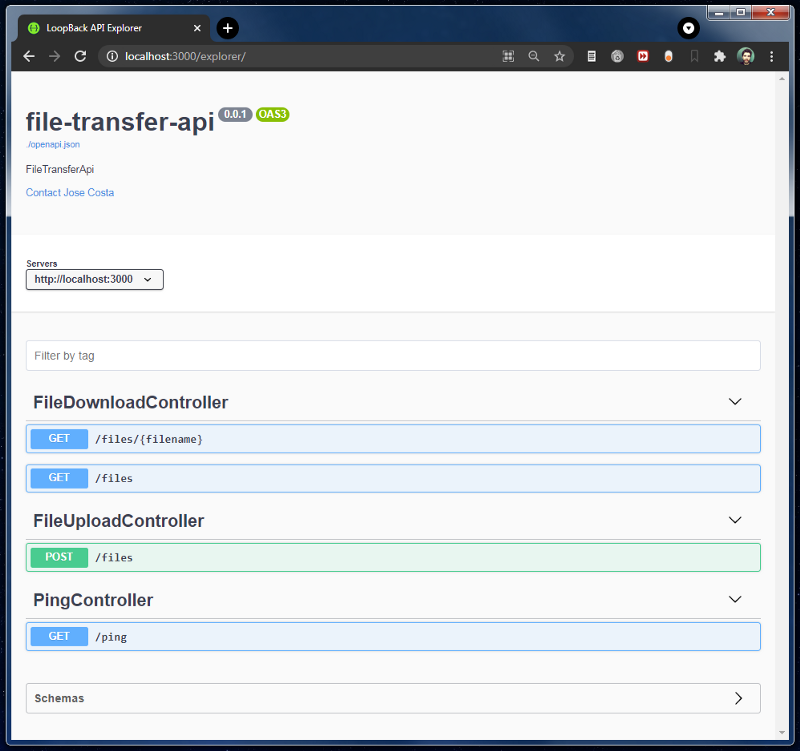 LoopBack API Explorer
localhost:3000/explorer/
file-transfer-api 0.0.1 OAS3
/openapi.json
FileTransferApi
Contact Jose Costa
Servers
http://localhost:3000
Filter by tag
FileDownloadController
GET /files/{filename}
GET /files
FileUploadController
POST /files
PingController
GET /ping
Schemas